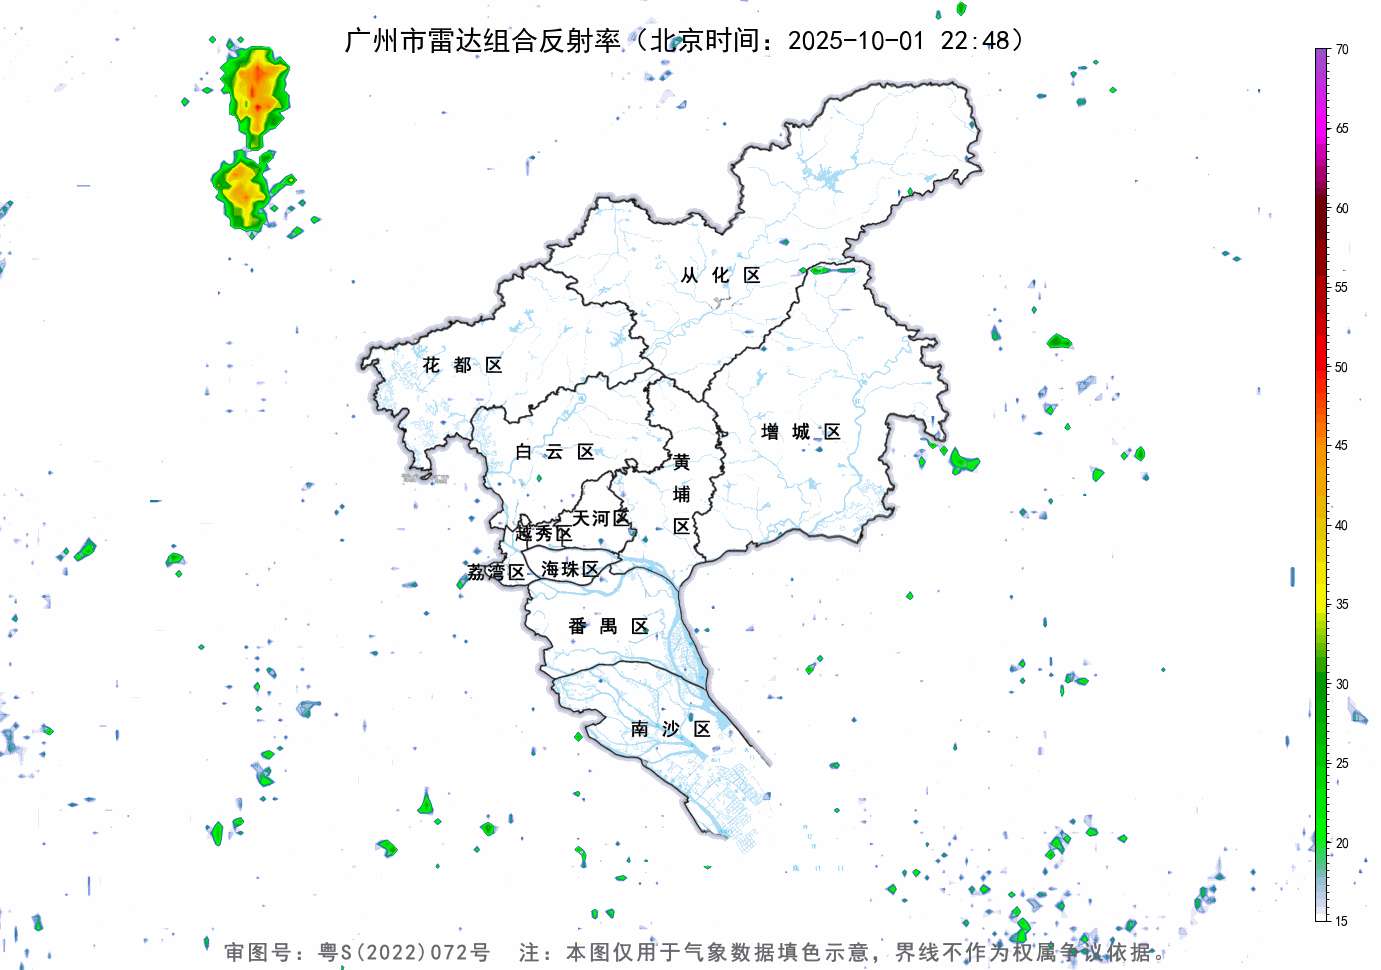 广州市雷达组合反射率（北京时间：2025-10-01 22:48）
70
65
60
55
50
45
40
35
30
25
20
15
从化区
花都区
增城区
白云区
黄埔区
天河区
越秀区
荔湾区
海珠区
番禺区
南沙区
审图号：粤S(2022)072号 注：本图仅用于气象数据填色示意，界线不作为权属争议依据。